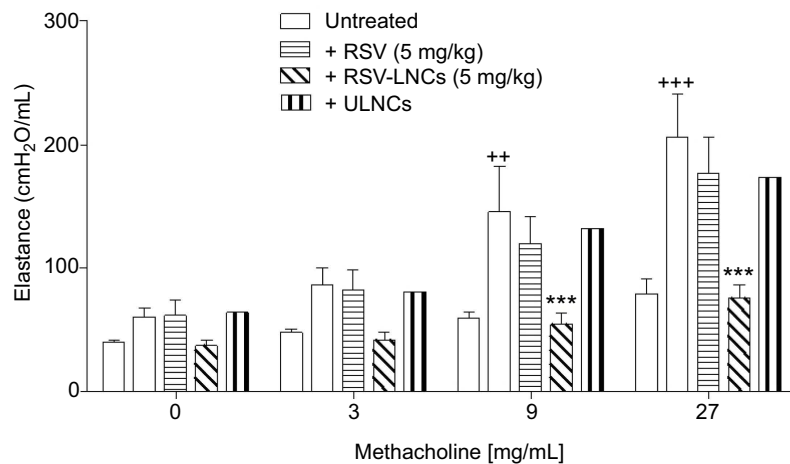 300
200
100
0
Elastance (cmH₂O/mL)
Untreated
+ RSV (5 mg/kg)
+ RSV-LNCs (5 mg/kg)
+ ULNCs
++
***
+++
***
0 3 9 27
Methacholine [mg/mL]